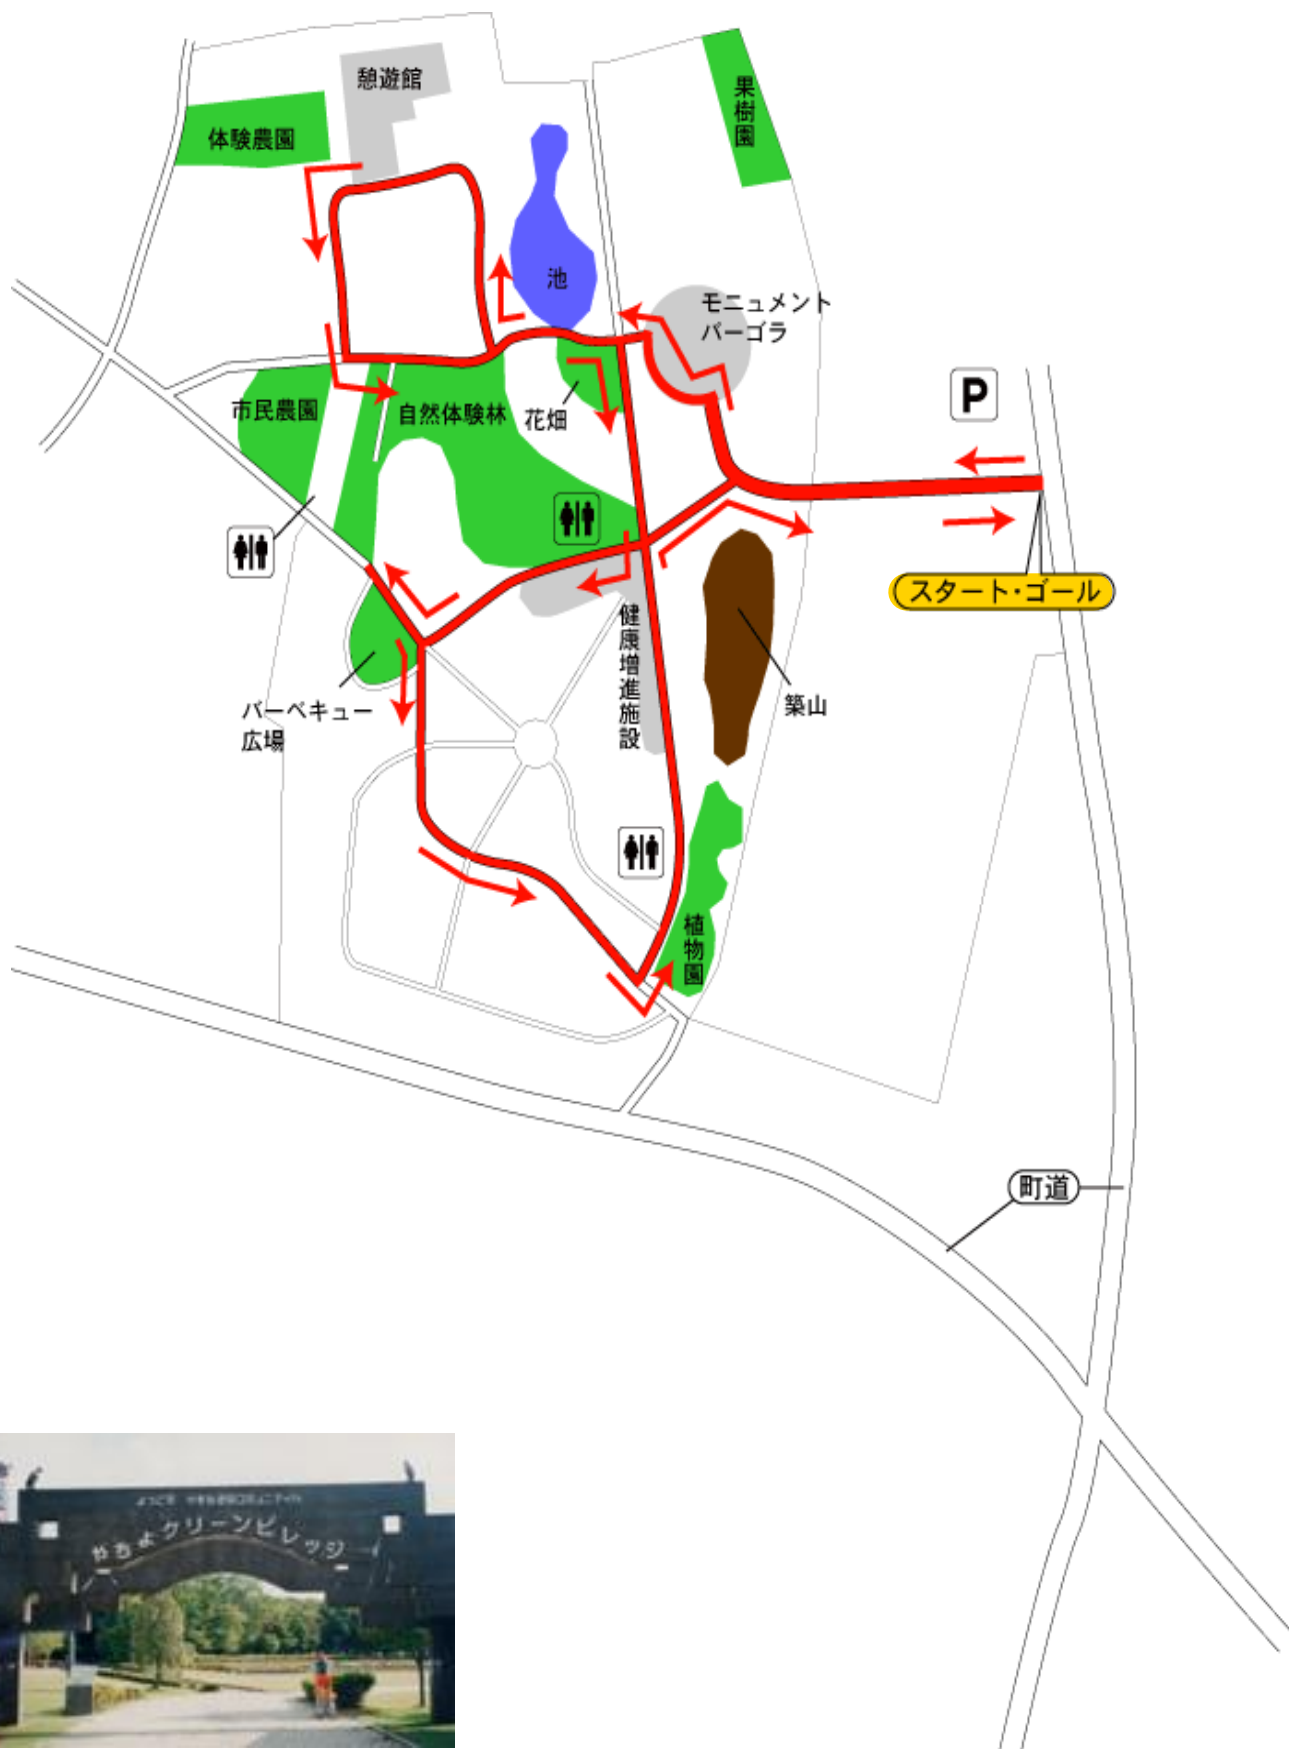 憩遊館
体験農園
果樹園
池
モニュメント
パーゴラ
P
市民農園
自然体験林
花畑
スタート・ゴール
健康増進施設
バーベキュー
広場
築山
植物園
町道
やちよグリーンビレッジ